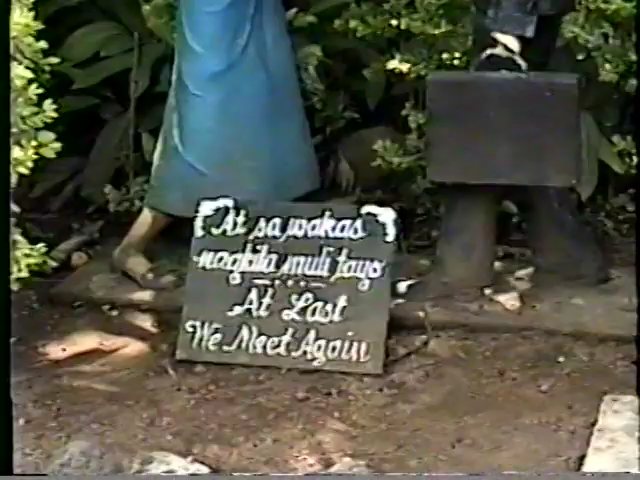 At sa wakas
nagkita muli tayo
At Last
We Meet Again